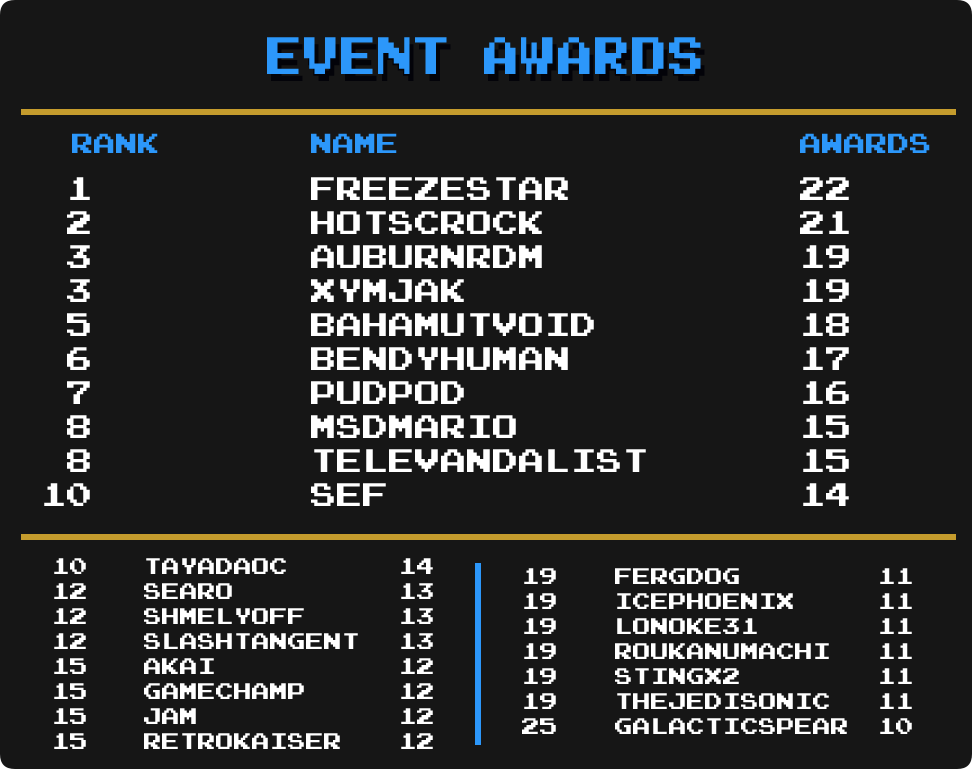 EVENT AWARDS
RANK NAME AWARDS
1 FREEZESTAR 22
2 HOTSCROCK 21
3 AUBURNRDM 19
3 XYMJAK 19
5 BAHAMUTVOID 18
6 BENDYHUMAN 17
7 PUDPOD 16
8 MSDMARIO 15
8 TELEVANDALIST 15
10 SEF 14
10 TAYADAOC 14
12 SEARO 13
12 SHMELYOFF 13
12 SLASHTANGENT 13
15 AKAI 12
15 GAMECHAMP 12
15 JAM 12
15 RETROKAISER 12
19 FERGDOG 11
19 ICEPHOENIX 11
19 LONOKE31 11
19 ROUKANUMACHI 11
19 STINGX2 11
19 THEJEDISONIC 11
25 GALACTICSPEAR 10